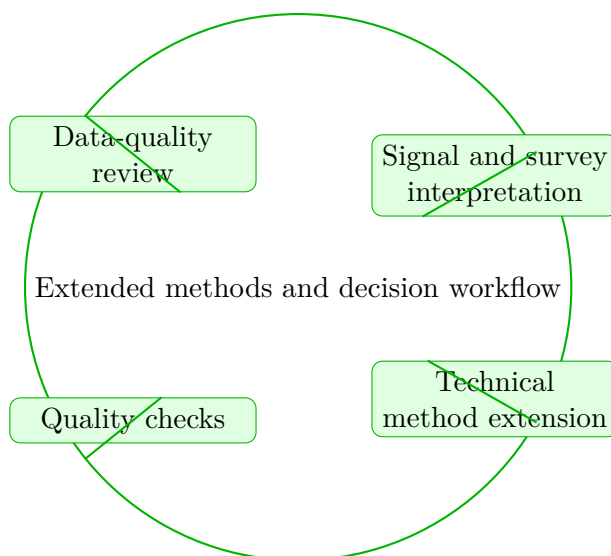 Data-quality
review
Signal and survey
interpretation
Extended methods and decision workflow
Quality checks
Technical
method extension